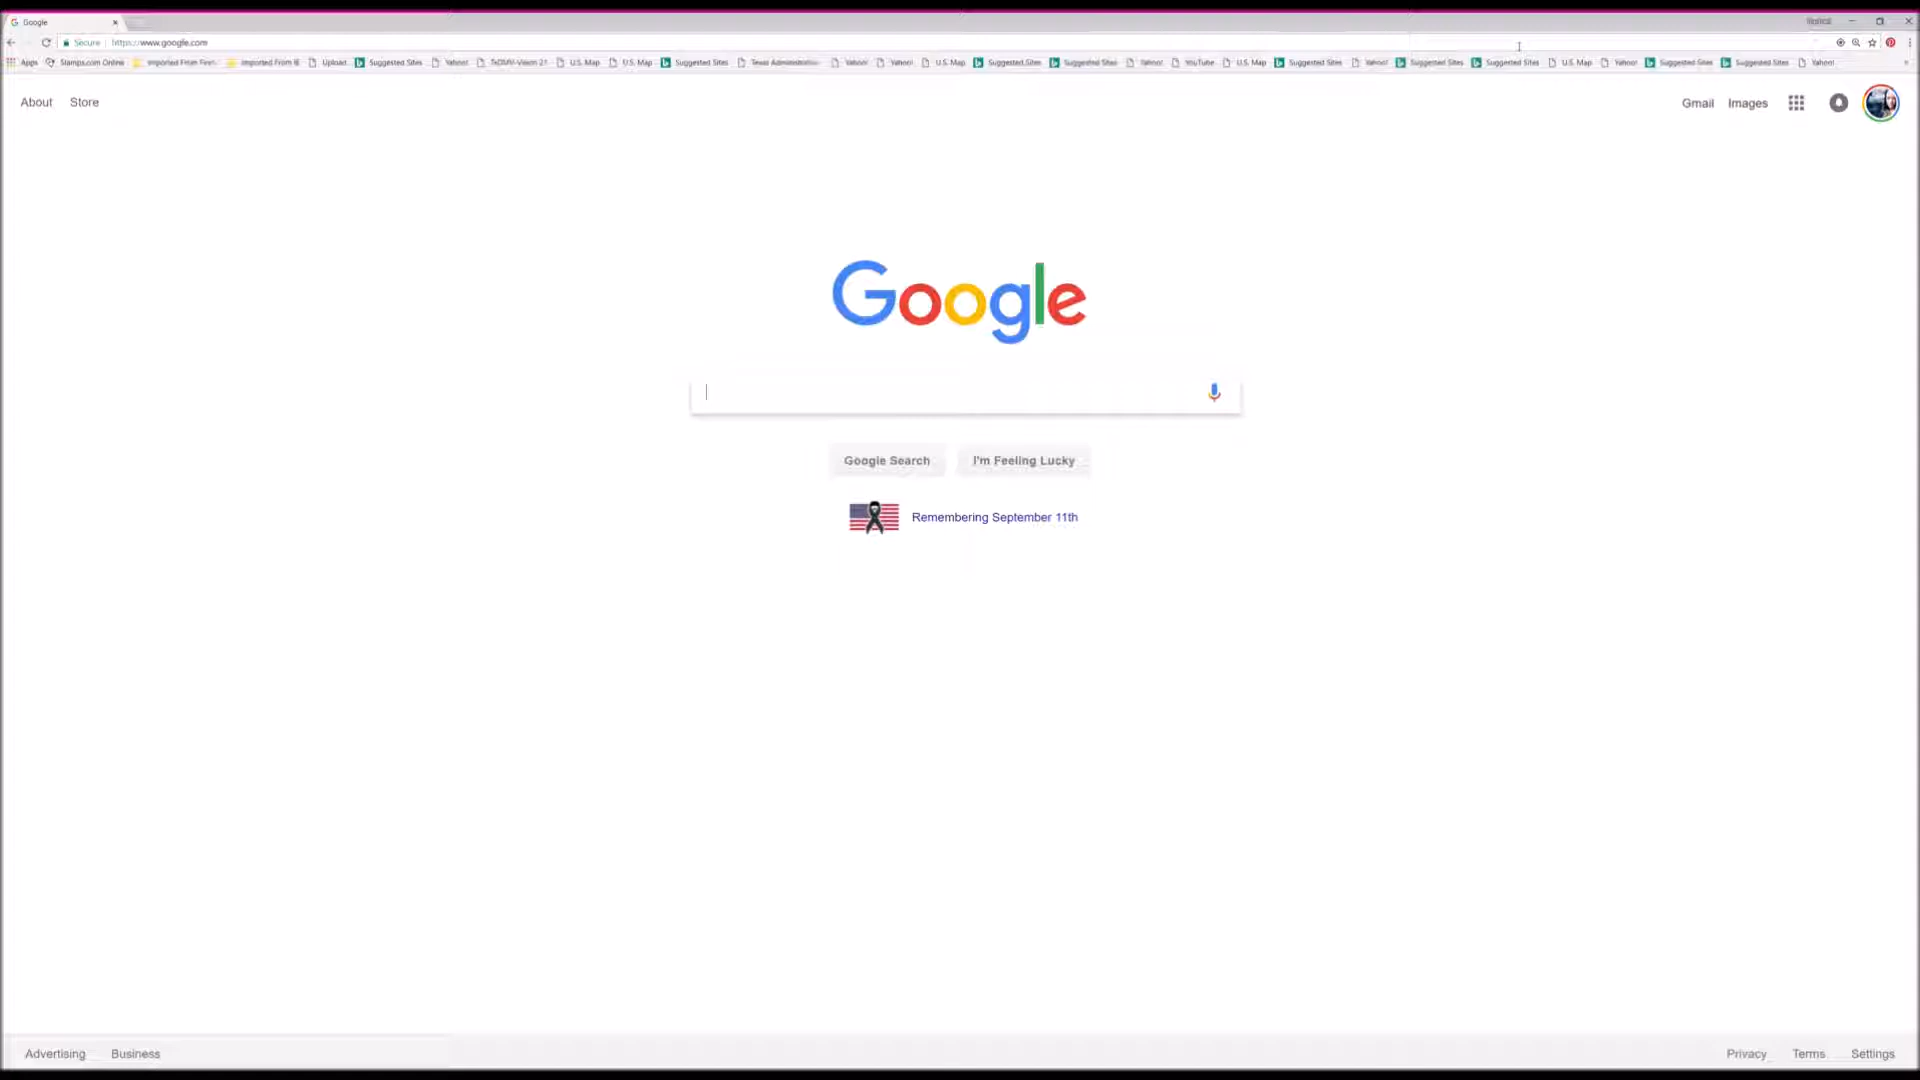 Google
Secure https://www.google.com
Apps Stamps.com Online Imported From Firef Imported From IE Upload Suggested Sites Yahoo! TxDMV-Vision 21 U.S. Map U.S. Map Suggested Sites Texas Administration Yahoo! Yahoo! U.S. Map Suggested Sites Suggested Sites Yahoo! YouTube U.S. Map Suggested Sites Yahoo! Suggested Sites Suggested Sites U.S. Map Yahoo! Suggested Sites Suggested Sites Yahoo!
About Store Gmail Images
Google
Google Search I'm Feeling Lucky
Remembering September 11th
Advertising Business Privacy Terms Settings